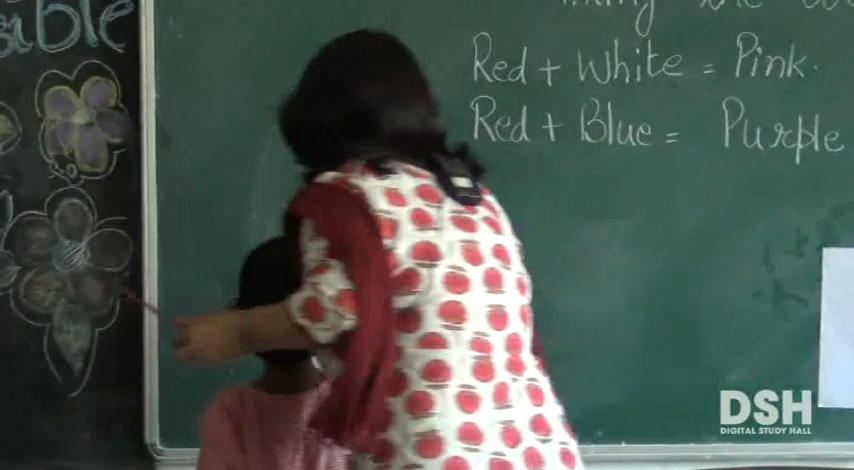 Red + White = Pink.
Red + Blue = Purple
DSH
DIGITAL STUDY HALL